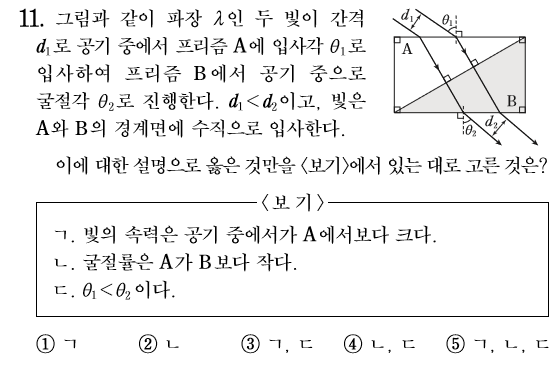 11. 그림과 같이 파장 λ인 두 빛이 간격
d₁로 공기 중에서 프리즘 A에 입사각 θ₁로
입사하여 프리즘 B에서 공기 중으로
굴절각 θ₂로 진행한다. d₁<d₂이고, 빛은
A와 B의 경계면에 수직으로 입사한다.
d₁ θ₁
A
B
θ₂ d₂
이에 대한 설명으로 옳은 것만을 <보기>에서 있는 대로 고른 것은?
<보 기>
ㄱ. 빛의 속력은 공기 중에서가 A에서보다 크다.
ㄴ. 굴절률은 A가 B보다 작다.
ㄷ. θ₁<θ₂이다.
① ㄱ ② ㄴ ③ ㄱ, ㄷ ④ ㄴ, ㄷ ⑤ ㄱ, ㄴ, ㄷ